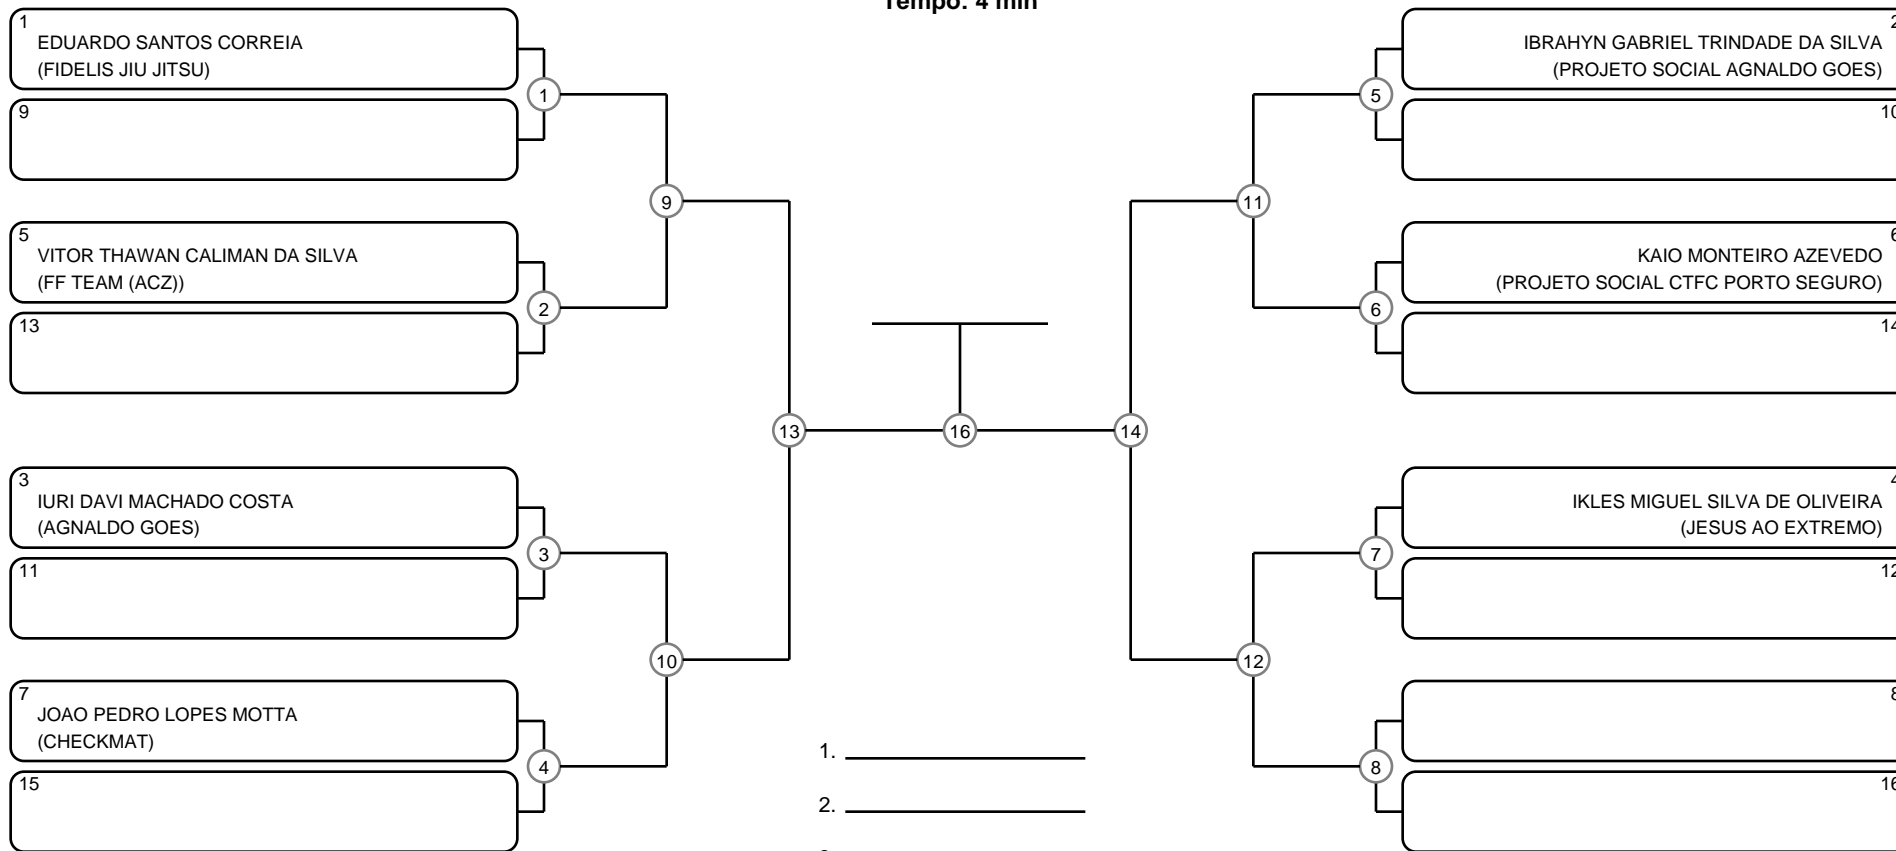 Tempo: 4 min
1
EDUARDO SANTOS CORREIA
(FIDELIS JIU JITSU)
9
1
5
VITOR THAWAN CALIMAN DA SILVA
(FF TEAM (ACZ))
13
2
9
3
IURI DAVI MACHADO COSTA
(AGNALDO GOES)
11
3
7
JOAO PEDRO LOPES MOTTA
(CHECKMAT)
15
4
10
13
16
14
2
IBRAHYN GABRIEL TRINDADE DA SILVA
(PROJETO SOCIAL AGNALDO GOES)
10
5
11
6
KAIO MONTEIRO AZEVEDO
(PROJETO SOCIAL CTFC PORTO SEGURO)
14
6
4
IKLES MIGUEL SILVA DE OLIVEIRA
(JESUS AO EXTREMO)
12
7
12
8
16
8
1.
2.